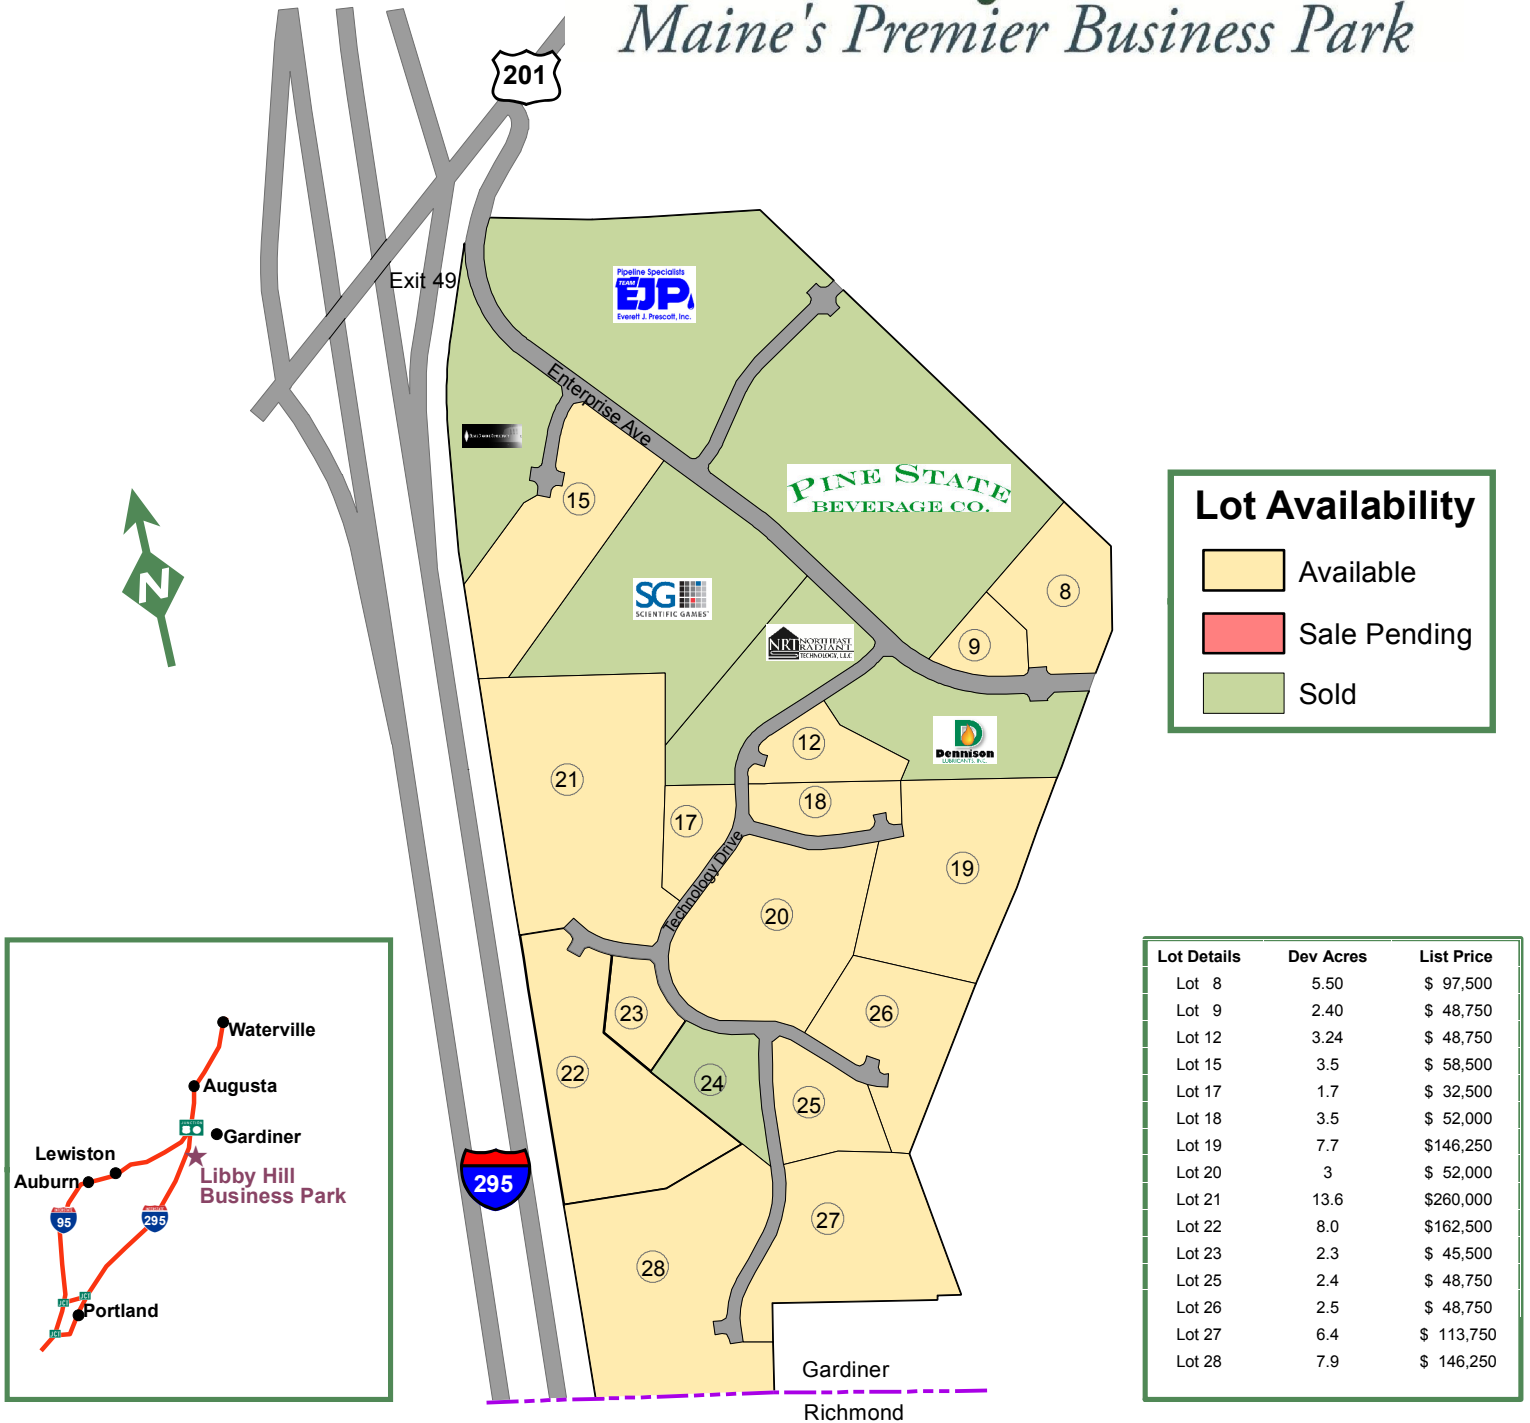 Maine's Premier Business Park
201
Exit 49
Pipeline Specialists
TEAM
EJP
Everett J. Prescott, Inc.
Enterprise Ave
PINE STATE
BEVERAGE CO.
15
8
9
SG
SCIENTIFIC GAMES
NRT NORTHEAST
RADIANT
TECHNOLOGY, LLC
D
Dennison
LUBRICANTS, INC.
12
21
18
17
Technology Drive
19
20
23
26
22
24
25
27
28
295
Gardiner
Richmond
N
Lot Availability
Available
Sale Pending
Sold
Waterville
Augusta
JUNCTION
Gardiner
Lewiston
Auburn
Libby Hill
Business Park
95
295
JCT
JCT
JCT
Portland
Lot Details Dev Acres List Price
Lot 8 5.50 $ 97,500
Lot 9 2.40 $ 48,750
Lot 12 3.24 $ 48,750
Lot 15 3.5 $ 58,500
Lot 17 1.7 $ 32,500
Lot 18 3.5 $ 52,000
Lot 19 7.7 $146,250
Lot 20 3 $ 52,000
Lot 21 13.6 $260,000
Lot 22 8.0 $162,500
Lot 23 2.3 $ 45,500
Lot 25 2.4 $ 48,750
Lot 26 2.5 $ 48,750
Lot 27 6.4 $ 113,750
Lot 28 7.9 $ 146,250